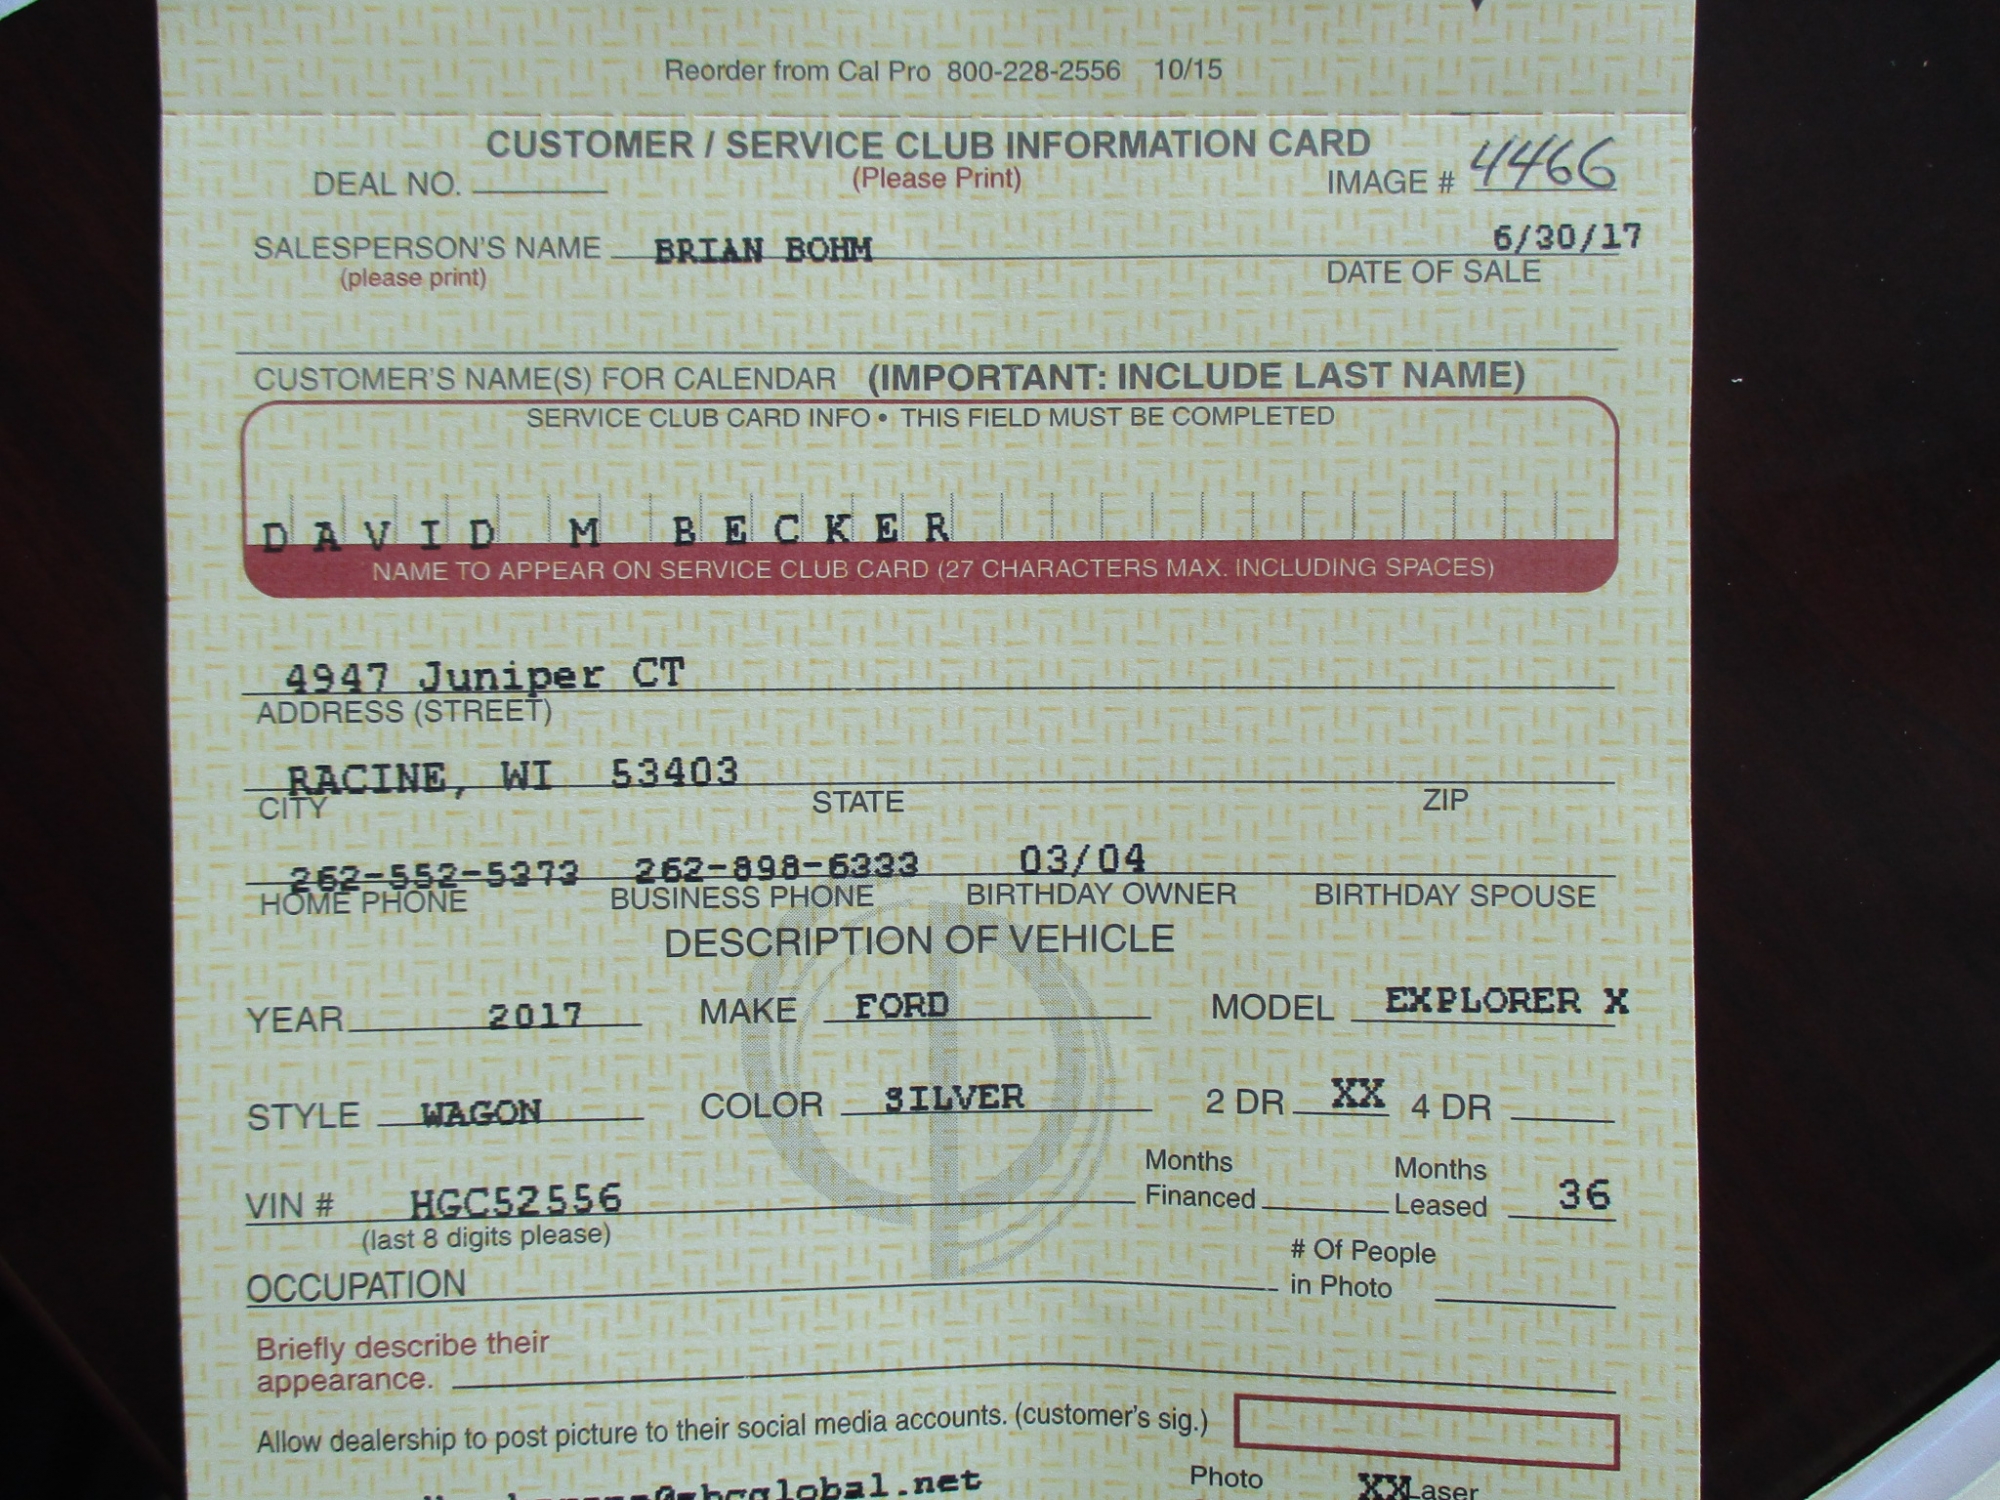 Reorder from Cal Pro 800-228-2556 10/15
CUSTOMER / SERVICE CLUB INFORMATION CARD
DEAL NO. (Please Print) IMAGE # 4466
SALESPERSON'S NAME BRIAN BOHM 6/30/17
(please print) DATE OF SALE
CUSTOMER'S NAME(S) FOR CALENDAR (IMPORTANT: INCLUDE LAST NAME)
SERVICE CLUB CARD INFO • THIS FIELD MUST BE COMPLETED
DAVID M BECKER
NAME TO APPEAR ON SERVICE CLUB CARD (27 CHARACTERS MAX. INCLUDING SPACES)
4947 Juniper CT
ADDRESS (STREET)
RACINE, WI 53403
CITY STATE ZIP
262-552-5373 262-898-6333 03/04
HOME PHONE BUSINESS PHONE BIRTHDAY OWNER BIRTHDAY SPOUSE
DESCRIPTION OF VEHICLE
YEAR 2017 MAKE FORD MODEL EXPLORER X
STYLE WAGON COLOR SILVER 2 DR XX 4 DR
Months Months
VIN # HGC52556 Financed Leased 36
(last 8 digits please) # Of People
OCCUPATION in Photo
Briefly describe their
appearance.
Allow dealership to post picture to their social media accounts. (customer's sig.)
Photo XXLaser